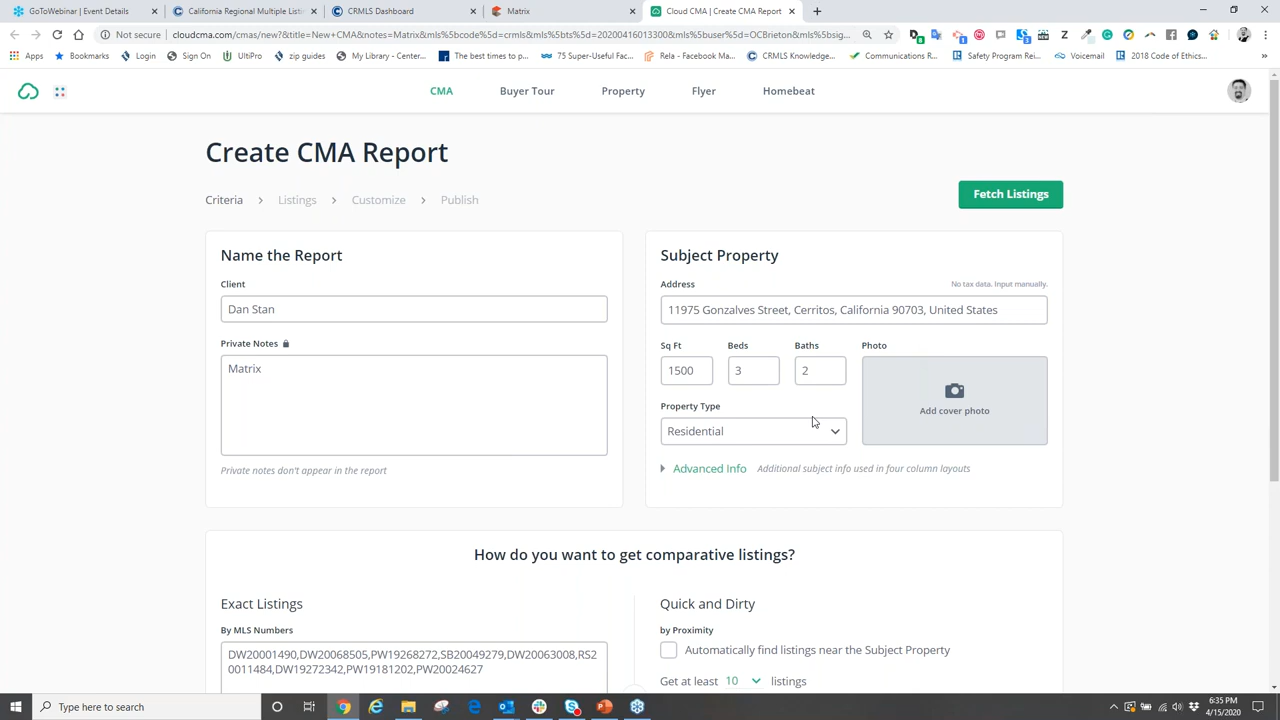 GoToWebinar | Event Details
California Regional Multiple Listi
CRMLS Dashboard
Matrix
Cloud CMA | Create CMA Report
Not secure
cloudcma.com/cmas/new?&title=New+CMA&notes=Matrix&mls%5bcode%5d=crmls&mls%5bts%5d=20200416013300&mls%5buser%5d=OCBrieton&mls%5bsig...
Apps
Bookmarks
Login
Sign On
UltiPro
zip guides
My Library - Center...
The best times to p...
75 Super-Useful Fac...
Rela - Facebook Ma...
CRMLS Knowledge...
Communications R...
Safety Program Rei...
Voicemail
2018 Code of Ethics...
CMA
Buyer Tour
Property
Flyer
Homebeat
Create CMA Report
Criteria > Listings > Customize > Publish
Fetch Listings
Name the Report
Client
Dan Stan
Private Notes
Matrix
Private notes don't appear in the report
Subject Property
Address
No tax data. Input manually.
11975 Gonzalves Street, Cerritos, California 90703, United States
Sq Ft
Beds
Baths
Photo
1500
3
2
Add cover photo
Property Type
Residential
Advanced Info
Additional subject info used in four column layouts
How do you want to get comparative listings?
Exact Listings
By MLS Numbers
DW20001490,DW20068505,PW19268272,SB20049279,DW20063008,RS2
0011484,DW19272342,PW19181202,PW20024627
Quick and Dirty
by Proximity
Automatically find listings near the Subject Property
Get at least 10 listings
Type here to search
6:35 PM
4/15/2020